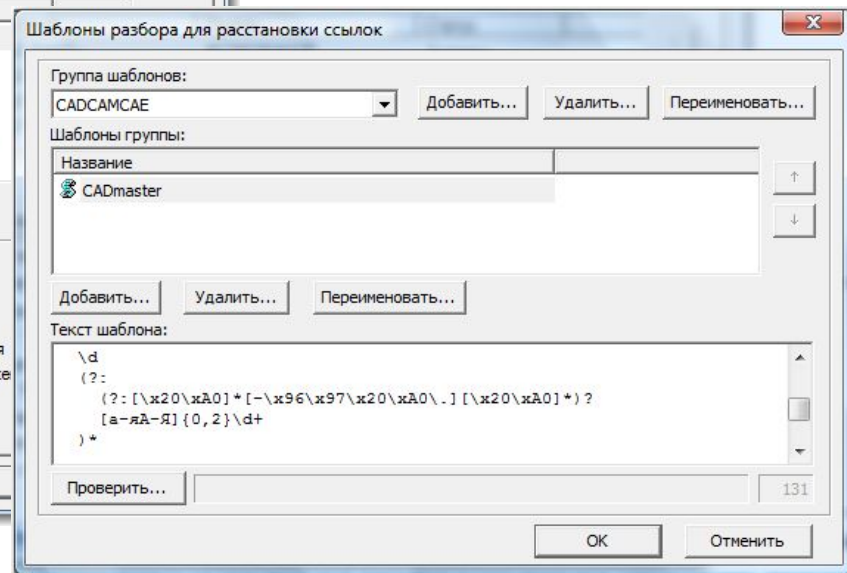 Шаблоны разбора для расстановки ссылок
Группа шаблонов:
CADCAMCAE
Добавить...
Удалить...
Переименовать...
Шаблоны группы:
Название
CADmaster
Добавить...
Удалить...
Переименовать...
Текст шаблона:
\d
(?:
(?:[\x20\xA0]*[-\x96\x97\x20\xA0\.][\x20\xA0]*)?
[а-яА-Я]{0,2}\d+
)*
Проверить...
131
OK
Отменить